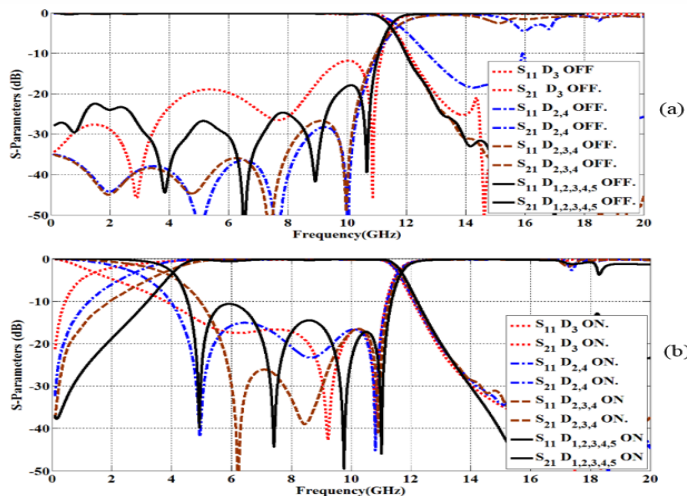 0
-10
-20
-30
-40
-50
0 2 4 6 8 10 12 14 16 18 20
S-Parameters (dB)
Frequency(GHz)
S11 D3 OFF
S21 D3 OFF.
S11 D2,4 OFF.
S21 D2,4 OFF.
S11 D2,3,4 OFF.
S21 D2,3,4 OFF.
S11 D1,2,3,4,5 OFF.
S21 D1,2,3,4,5 OFF.
(a)
0
-10
-20
-30
-40
-50
0 2 4 6 8 10 12 14 16 18 20
S-Parameters (dB)
Frequency(GHz)
S11 D3 ON.
S21 D3 ON.
S11 D2,4 ON.
S21 D2,4 ON.
S11 D2,3,4 ON
S21 D2,3,4 ON.
S11 D1,2,3,4,5 ON
S21 D1,2,3,4,5 ON
(b)